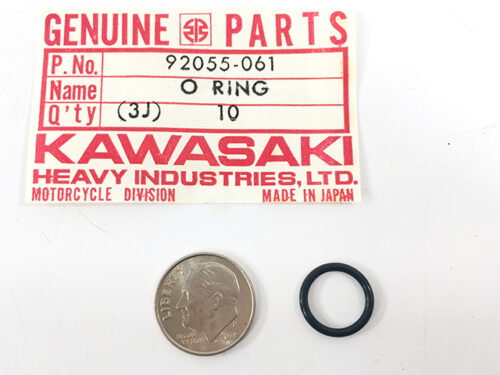 GENUINE PARTS
P. No. 92055-061
Name O RING
Q'ty (3J) 10
KAWASAKI
HEAVY INDUSTRIES, LTD.
MOTORCYCLE DIVISION MADE IN JAPAN
LIBERTY